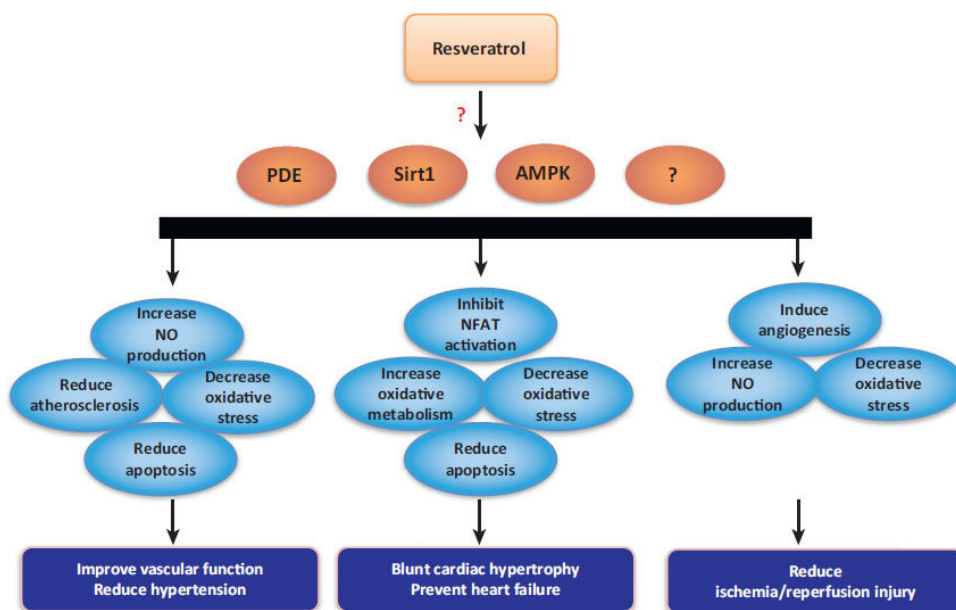 Resveratrol
?
PDE
Sirt1
AMPK
?
Increase
NO
production
Reduce
atherosclerosis
Decrease
oxidative
stress
Reduce
apoptosis
Inhibit
NFAT
activation
Increase
oxidative
metabolism
Decrease
oxidative
stress
Reduce
apoptosis
Induce
angiogenesis
Increase
NO
production
Decrease
oxidative
stress
Improve vascular function
Reduce hypertension
Blunt cardiac hypertrophy
Prevent heart failure
Reduce
ischemia/reperfusion injury